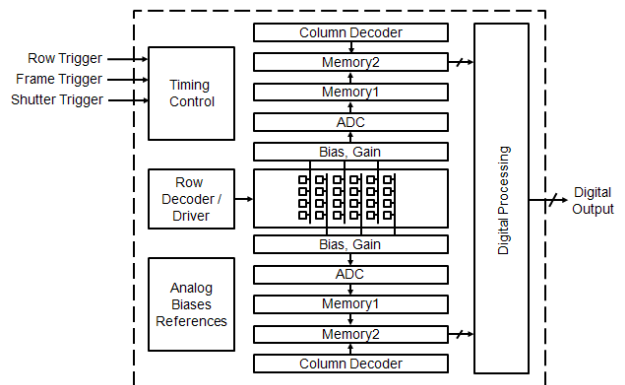 Column Decoder
Row Trigger
Memory2
Frame Trigger
Timing
Control
Memory1
Shutter Trigger
ADC
Bias, Gain
Row
Decoder /
Driver
Digital Processing
Digital
Output
Bias, Gain
Analog
Biases
References
ADC
Memory1
Memory2
Column Decoder